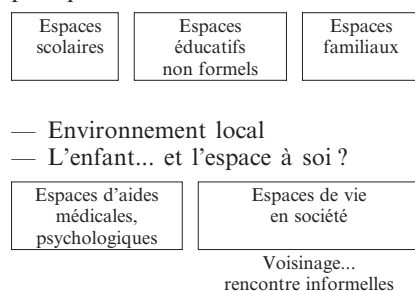 Espaces
scolaires
Espaces
éducatifs
non formels
Espaces
familiaux
— Environnement local
— L'enfant... et l'espace à soi ?
Espaces d'aides
médicales,
psychologiques
Espaces de vie
en société
Voisinage...
rencontre informelles